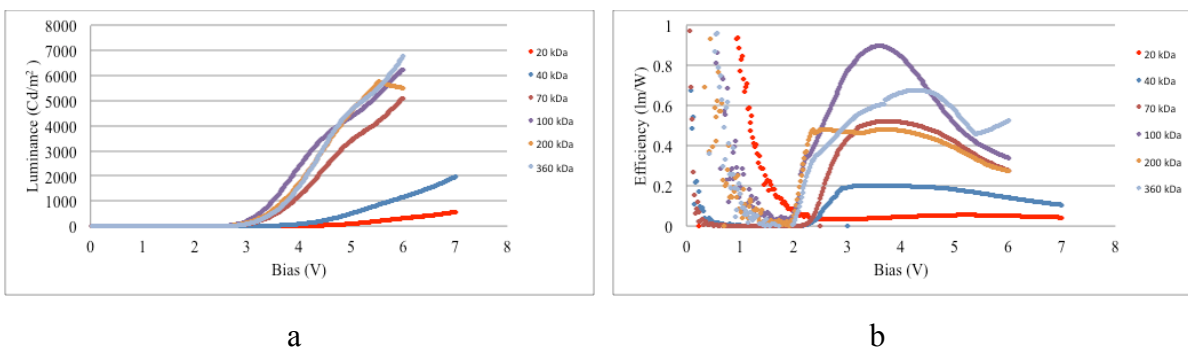 8000
7000
6000
5000
4000
3000
2000
1000
0
Luminance (Cd/m²)
0 1 2 3 4 5 6 7 8
Bias (V)
20 kDa
40 kDa
70 kDa
100 kDa
200 kDa
360 kDa
a
1
0.8
0.6
0.4
0.2
0
Efficiency (lm/W)
0 1 2 3 4 5 6 7 8
Bias (V)
20 kDa
40 kDa
70 kDa
100 kDa
200 kDa
360 kDa
b